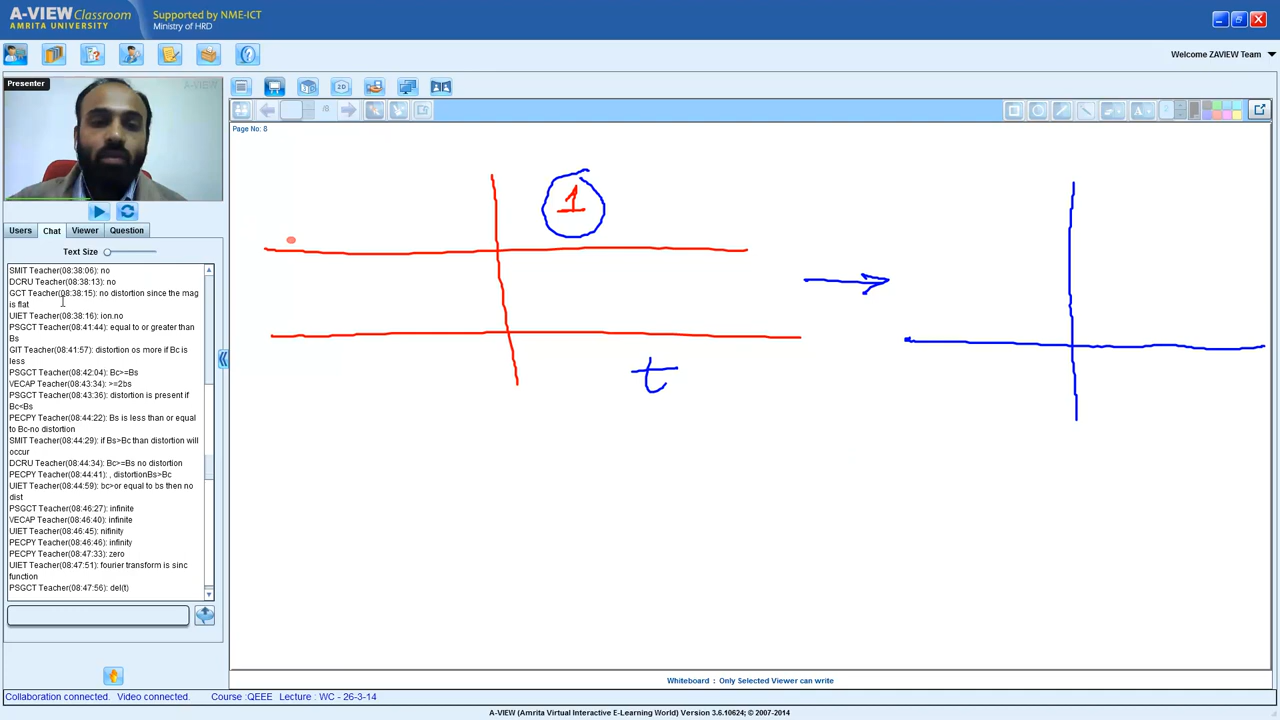 A-VIEW Classroom
AMRITA UNIVERSITY
Supported by NME-ICT
Ministry of HRD
Welcome ZAVIEW Team
Presenter
A-VIEW
/8
2D
A
2
Page No: 8
1
t
Users Chat Viewer Question
Text Size
SMIT Teacher(08:38:06): no
DCRU Teacher(08:38:13): no
GCT Teacher(08:38:15): no distortion since the mag
is flat
UIET Teacher(08:38:16): ion.no
PSGCT Teacher(08:41:44): equal to or greater than
Bs
GIT Teacher(08:41:57): distortion os more if Bc is
less
PSGCT Teacher(08:42:04): Bc>=Bs
VECAP Teacher(08:43:34): >=2bs
PSGCT Teacher(08:43:36): distortion is present if
Bc<Bs
PECPY Teacher(08:44:22): Bs is less than or equal
to Bc-no distortion
SMIT Teacher(08:44:29): if Bs>Bc than distortion will
occur
DCRU Teacher(08:44:34): Bc>=Bs no distortion
PECPY Teacher(08:44:41): , distortionBs>Bc
UIET Teacher(08:44:59): bc>or equal to bs then no
dist
PSGCT Teacher(08:46:27): infinite
VECAP Teacher(08:46:40): infinite
UIET Teacher(08:46:45): nifinity
PECPY Teacher(08:46:46): infinity
PECPY Teacher(08:47:33): zero
UIET Teacher(08:47:51): fourier transform is sinc
function
PSGCT Teacher(08:47:56): del(t)
Whiteboard : Only Selected Viewer can write
Collaboration connected. Video connected. Course :QEEE Lecture : WC - 26-3-14
A-VIEW (Amrita Virtual Interactive E-Learning World) Version 3.6.10624; © 2007-2014